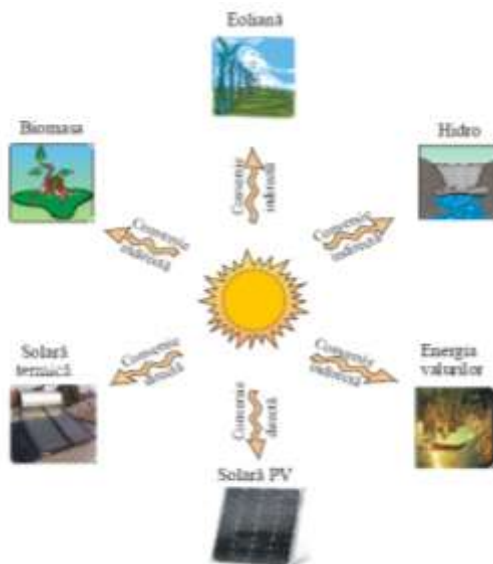 Eoliană
Biomasa
Hidro
Conversie
indirectă
Conversie
indirectă
Conversie
indirectă
Solară
termică
Conversie
directă
Conversie
indirectă
Energia
valurilor
Conversie
directă
Solară PV